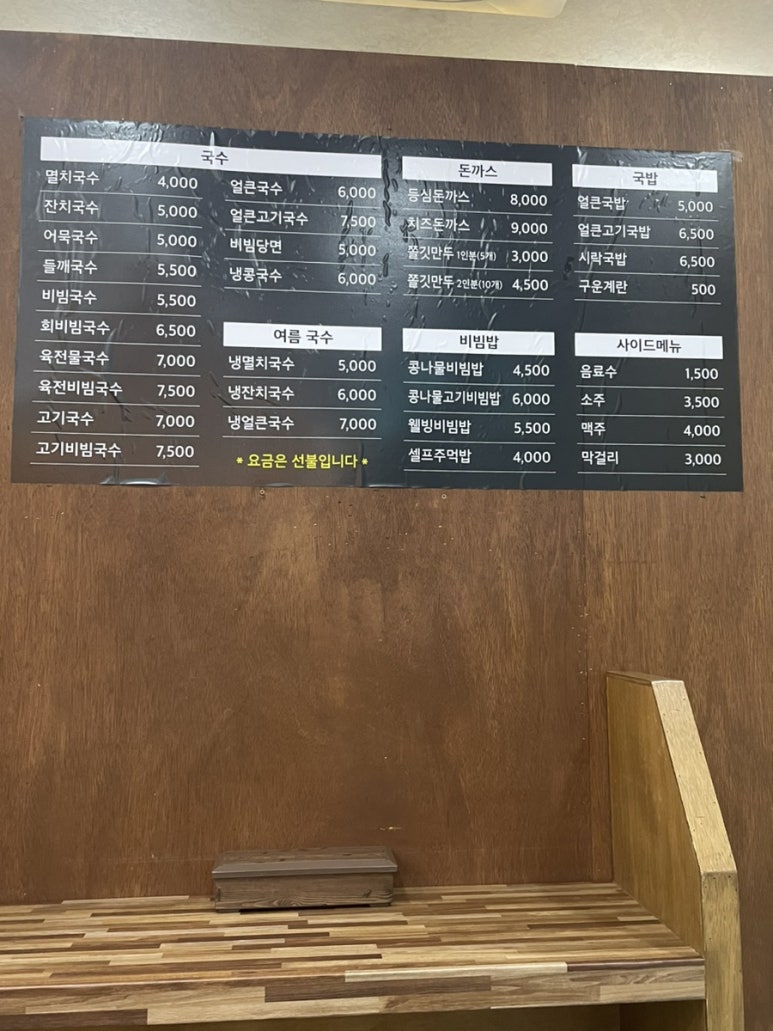 국수
멸치국수 4,000
잔치국수 5,000
어묵국수 5,000
들깨국수 5,500
비빔국수 5,500
회비빔국수 6,500
육전물국수 7,000
육전비빔국수 7,500
고기국수 7,000
고기비빔국수 7,500
얼큰국수 6,000
얼큰고기국수 7,500
비빔당면 5,000
냉콩국수 6,000
여름 국수
냉멸치국수 5,000
냉잔치국수 6,000
냉얼큰국수 7,000
* 요금은 선불입니다 *
돈까스
등심돈까스 8,000
치즈돈까스 9,000
쫄깃만두 1인분(5개) 3,000
쫄깃만두 2인분(10개) 4,500
비빔밥
콩나물비빔밥 4,500
콩나물고기비빔밥 6,000
웰빙비빔밥 5,500
셀프주먹밥 4,000
국밥
얼큰국밥 5,000
얼큰고기국밥 6,500
시락국밥 6,500
구운계란 500
사이드메뉴
음료수 1,500
소주 3,500
맥주 4,000
막걸리 3,000